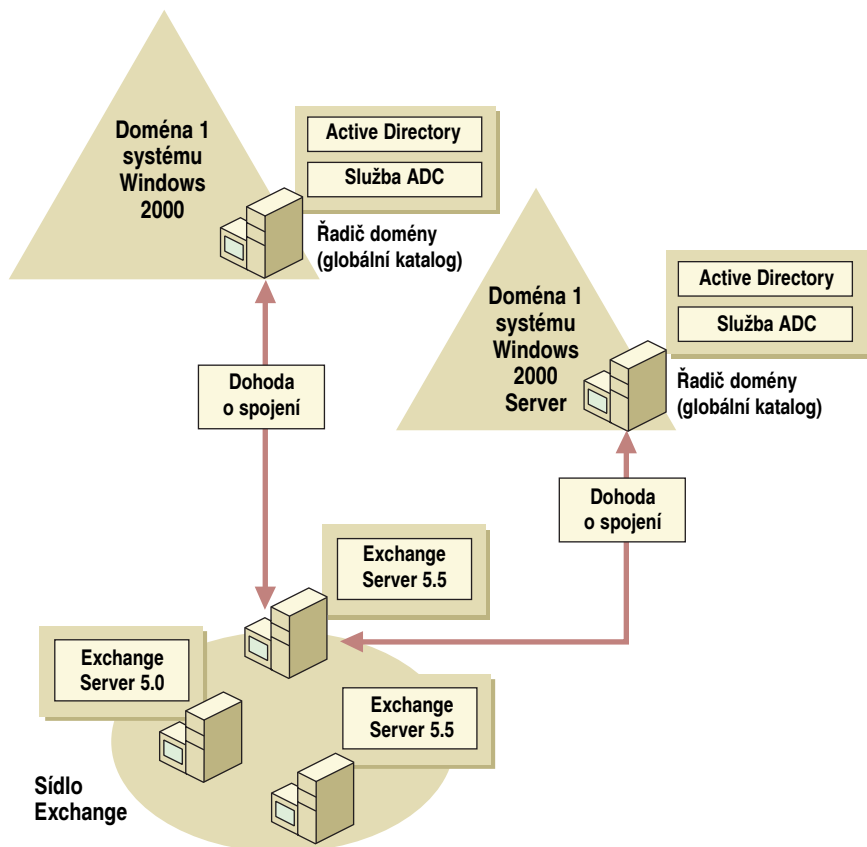 Doména 1
systému
Windows
2000
Active Directory
Služba ADC
Řadič domény
(globální katalog)
Doména 1
systému
Windows
2000
Server
Active Directory
Služba ADC
Řadič domény
(globální katalog)
Dohoda
o spojení
Dohoda
o spojení
Exchange
Server 5.5
Exchange
Server 5.0
Exchange
Server 5.5
Sídlo
Exchange